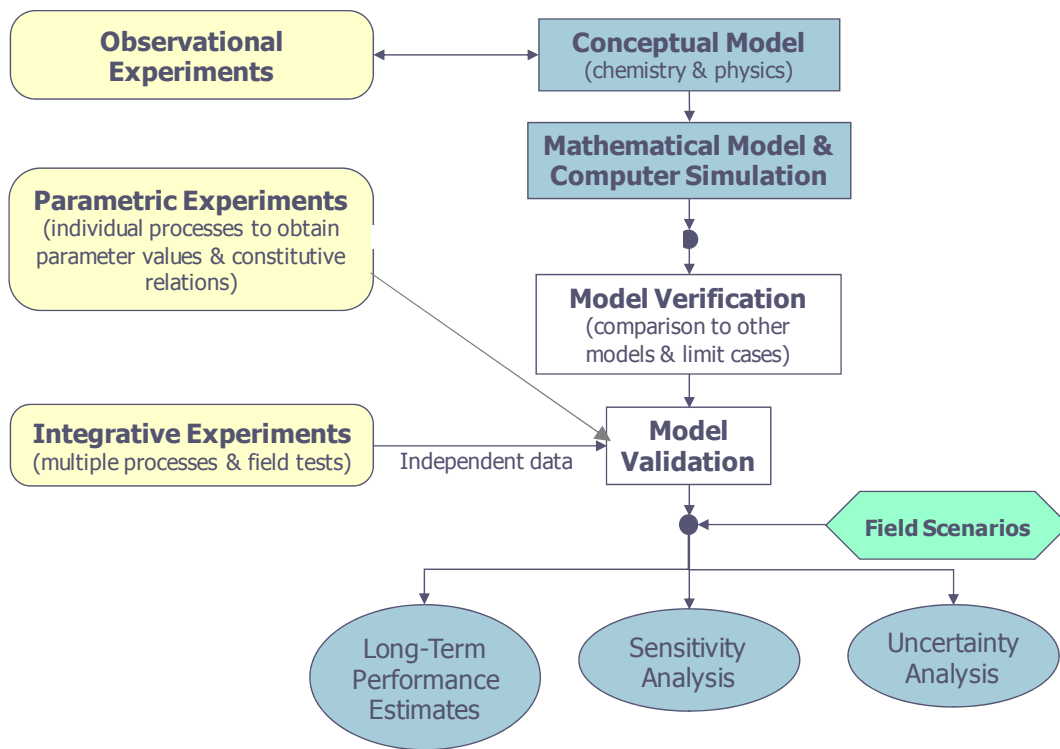 Observational
Experiments
Conceptual Model
(chemistry & physics)
Mathematical Model &
Computer Simulation
Parametric Experiments
(individual processes to obtain
parameter values & constitutive
relations)
Model Verification
(comparison to other
models & limit cases)
Integrative Experiments
(multiple processes & field tests)
Independent data
Model
Validation
Field Scenarios
Long-Term
Performance
Estimates
Sensitivity
Analysis
Uncertainty
Analysis